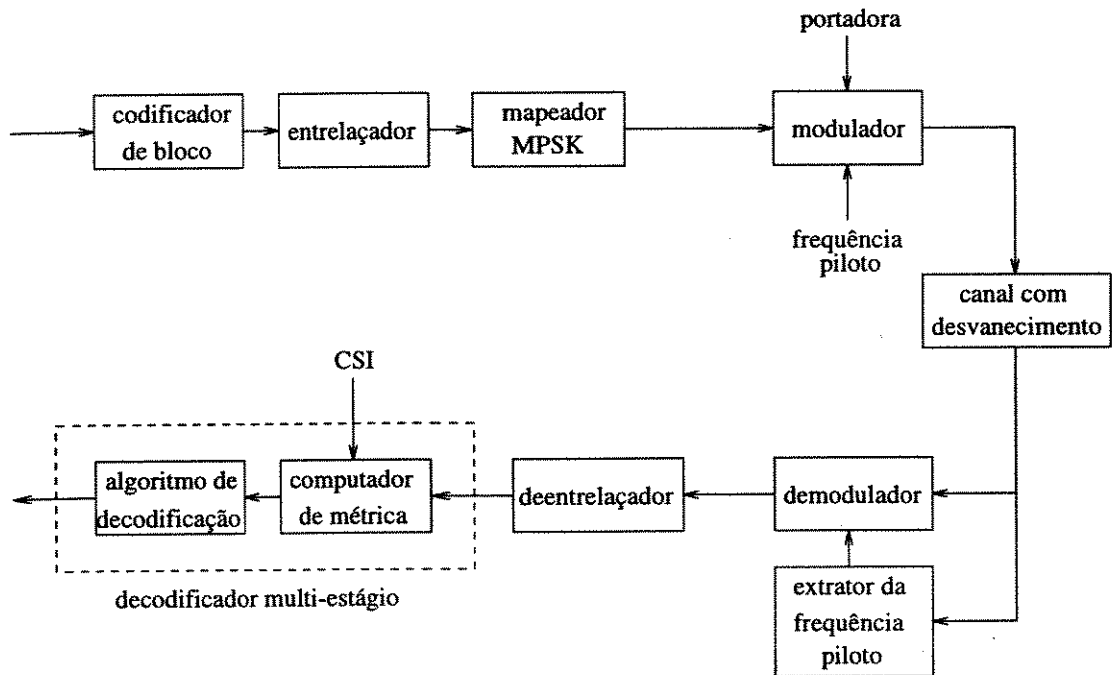 portadora
codificador
de bloco
entrelaçador
mapeador
MPSK
modulador
frequência
piloto
canal com
desvanecimento
CSI
algoritmo de
decodificação
computador
de métrica
deentrelaçador
demodulador
decodificador multi-estágio
extrator da
frequência
piloto